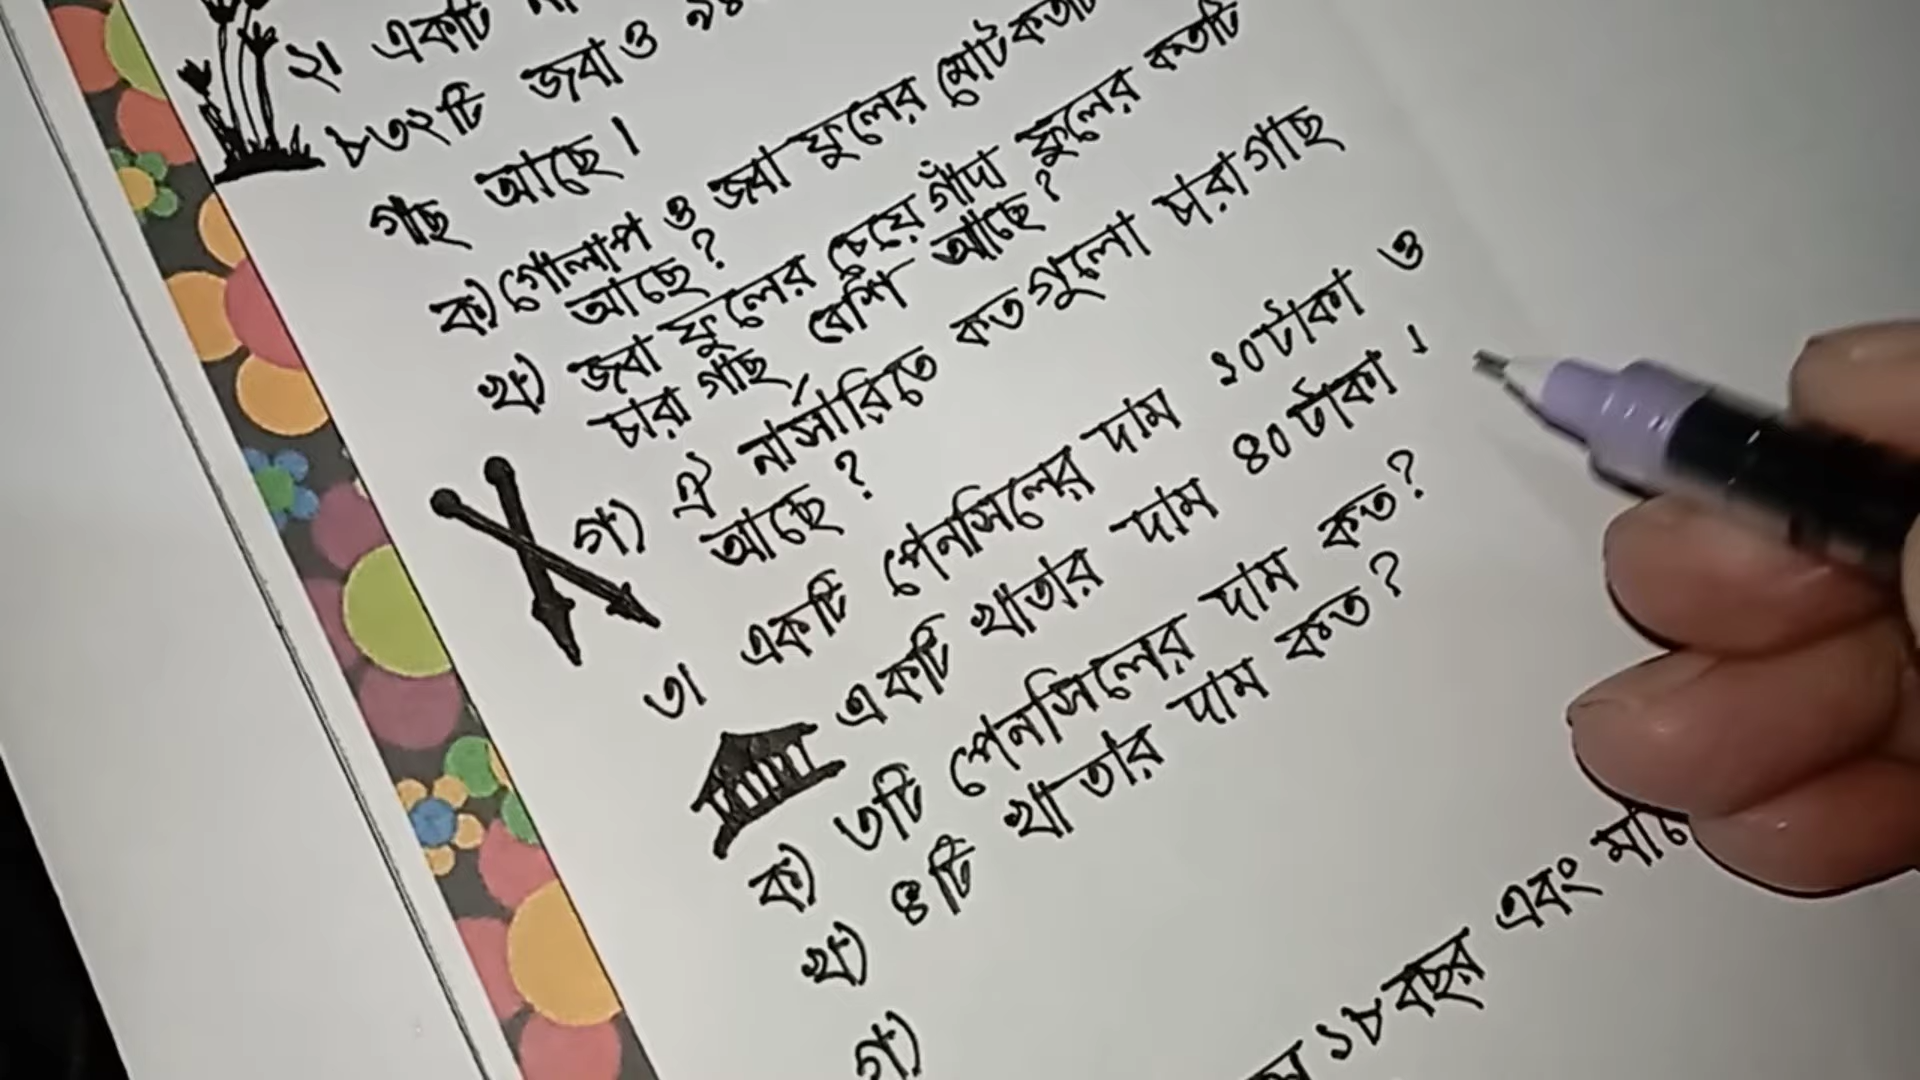 ২। একটি
৮৩২টি জবা ও
গাছ আছে।
ক) গোলাপ ও জবা ফুলের মোট কতটি
আছে?
খ) জবা ফুলের চেয়ে গাঁদা ফুলের কতটি
চারা গাছ বেশি আছে?
গ) ঐ নার্সারিতে কতগুলো চারাগাছ
আছে?
৩। একটি পেনসিলের দাম ১০টাকা ও
একটি খাতার দাম ৪০টাকা।
ক) ৩টি পেনসিলের দাম কত?
খ) ৪টি খাতার দাম কত?
গ)
১৮ বছর এবং